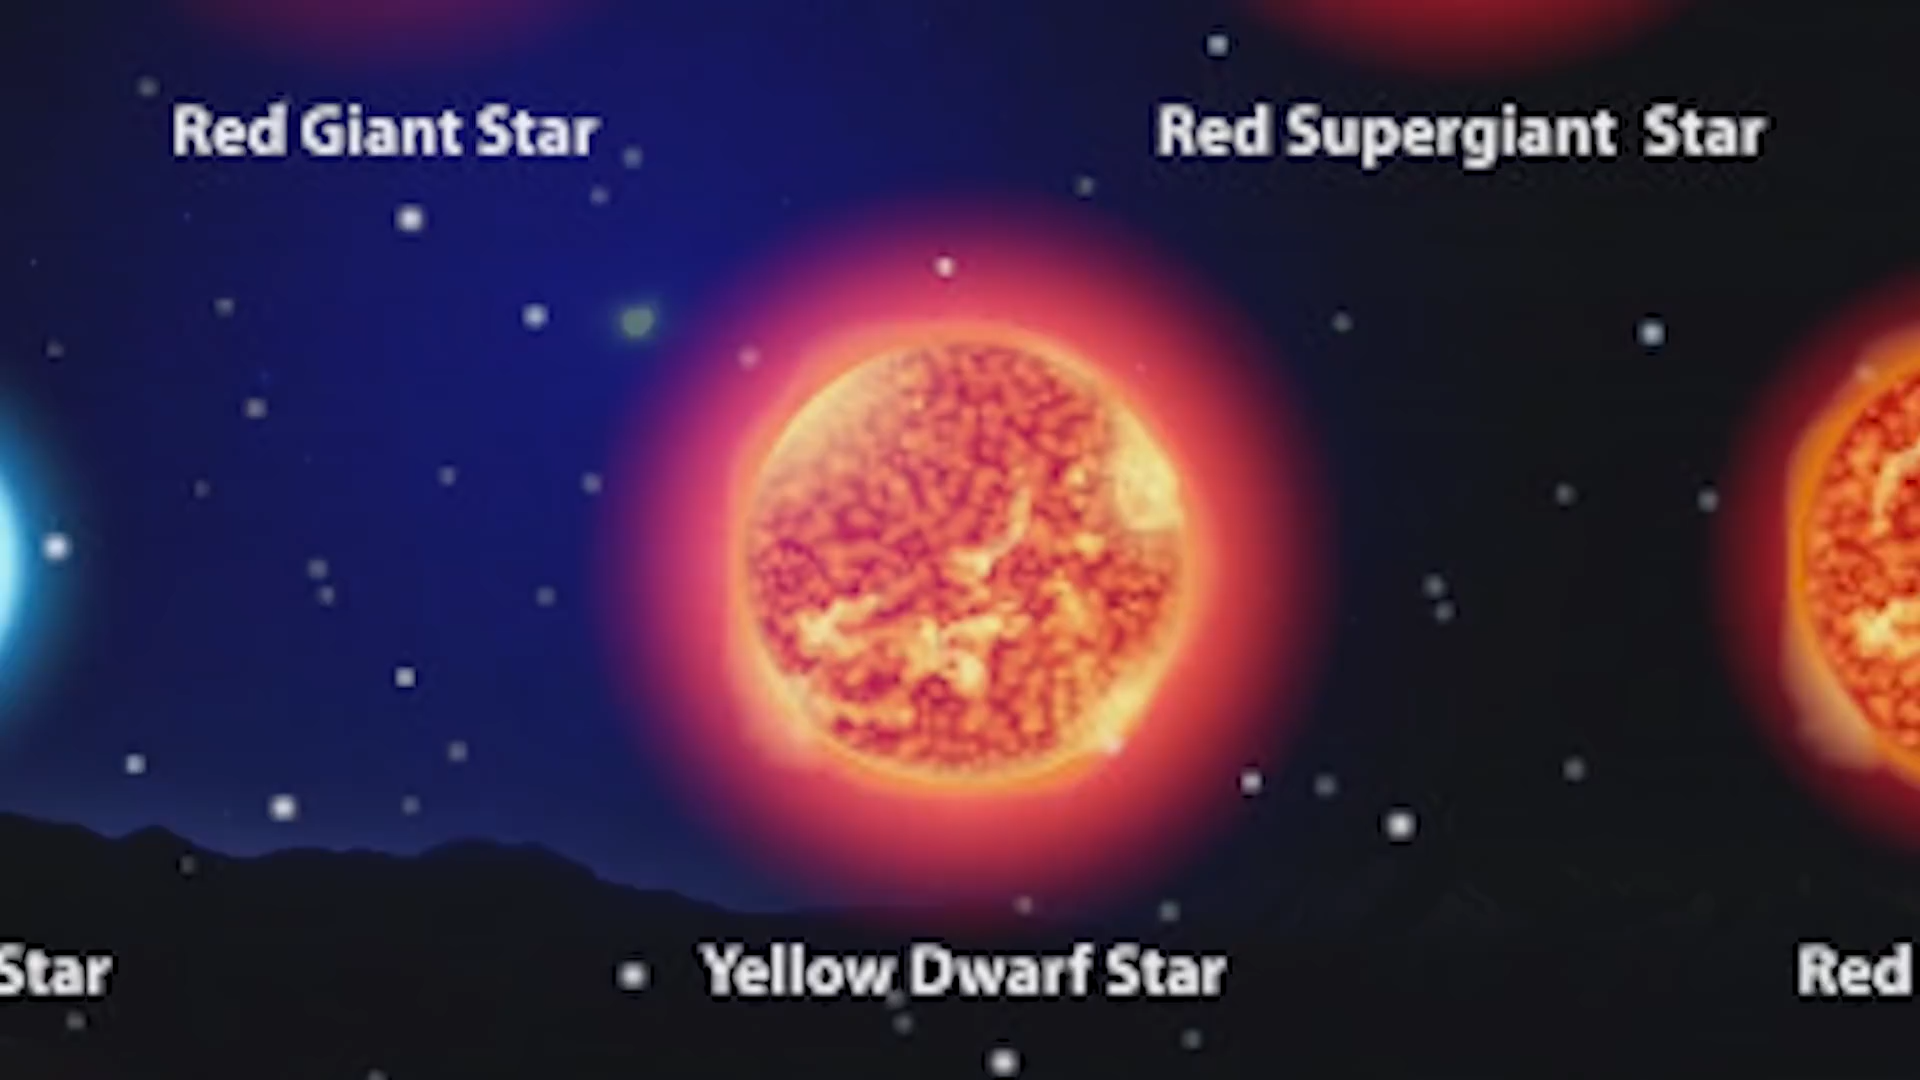 Red Giant Star
Red Supergiant Star
Star
Yellow Dwarf Star
Red